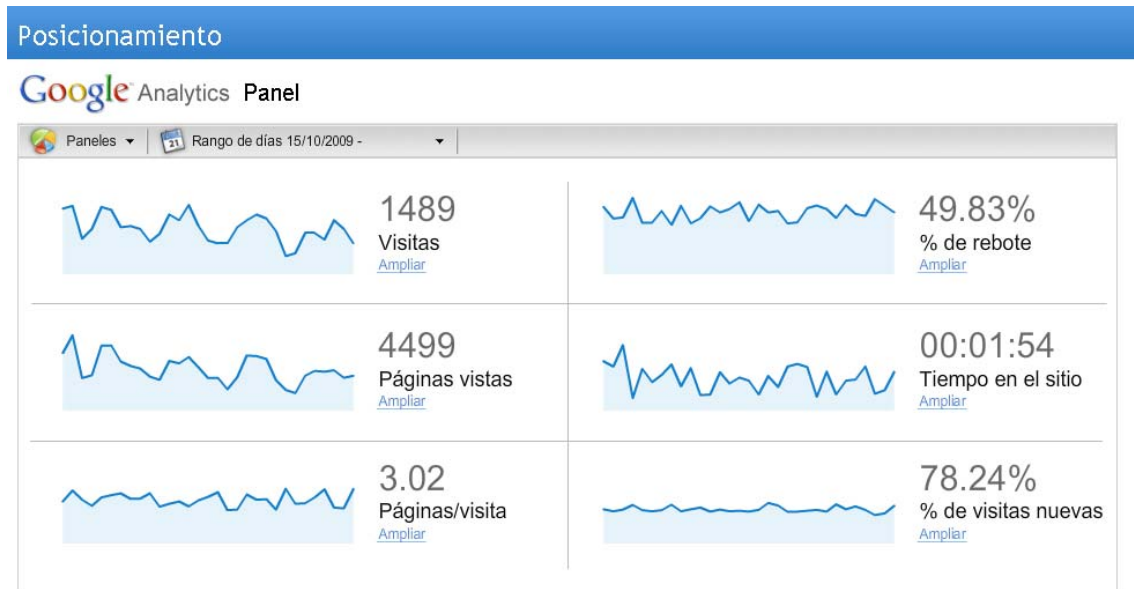 Posicionamiento
Google Analytics Panel
Paneles
21 Rango de días 15/10/2009 -
1489
Visitas
Ampliar
49.83%
% de rebote
Ampliar
4499
Páginas vistas
Ampliar
00:01:54
Tiempo en el sitio
Ampliar
3.02
Páginas/visita
Ampliar
78.24%
% de visitas nuevas
Ampliar